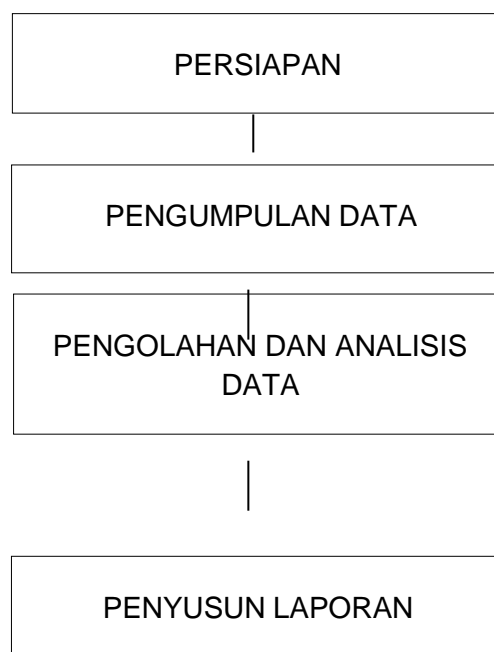 PERSIAPAN
PENGUMPULAN DATA
PENGOLAHAN DAN ANALISIS
DATA
PENYUSUN LAPORAN